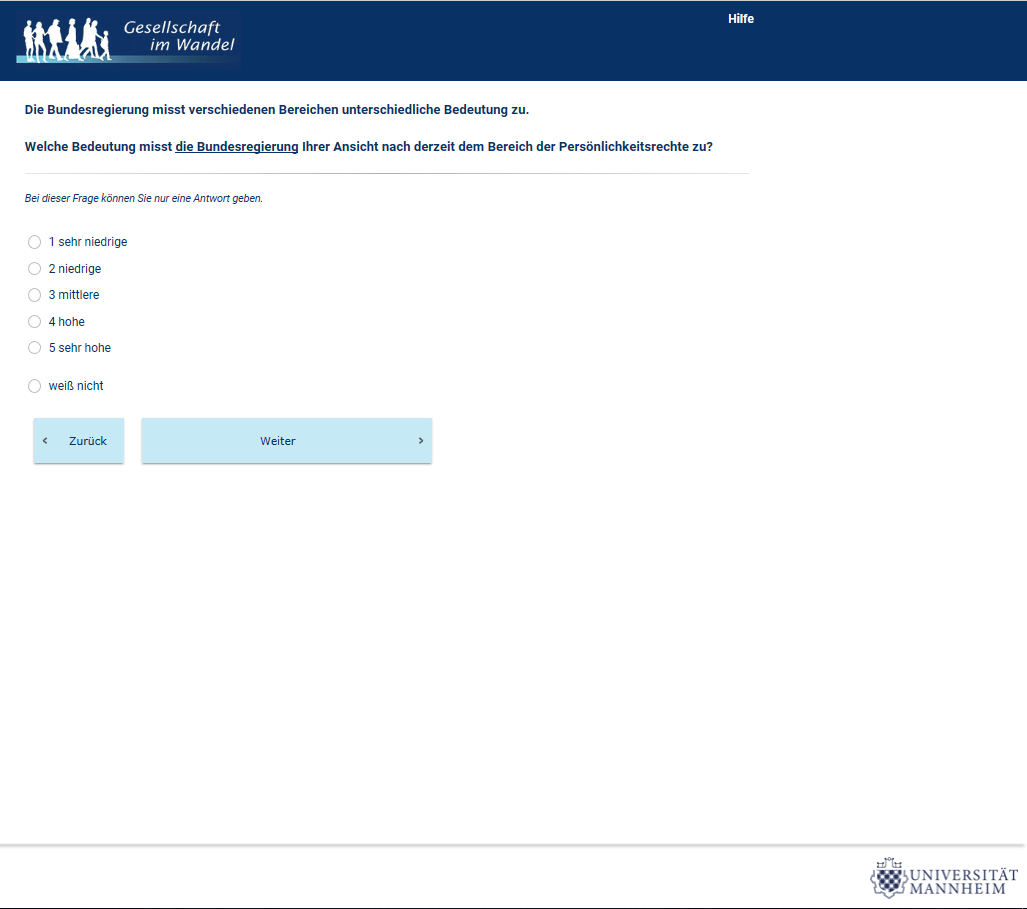 Gesellschaft
im Wandel
Hilfe
Die Bundesregierung misst verschiedenen Bereichen unterschiedliche Bedeutung zu.
Welche Bedeutung misst die Bundesregierung Ihrer Ansicht nach derzeit dem Bereich der Persönlichkeitsrechte zu?
Bei dieser Frage können Sie nur eine Antwort geben.
1 sehr niedrige
2 niedrige
3 mittlere
4 hohe
5 sehr hohe
weiß nicht
‹ Zurück
Weiter ›
UNIVERSITÄT
MANNHEIM